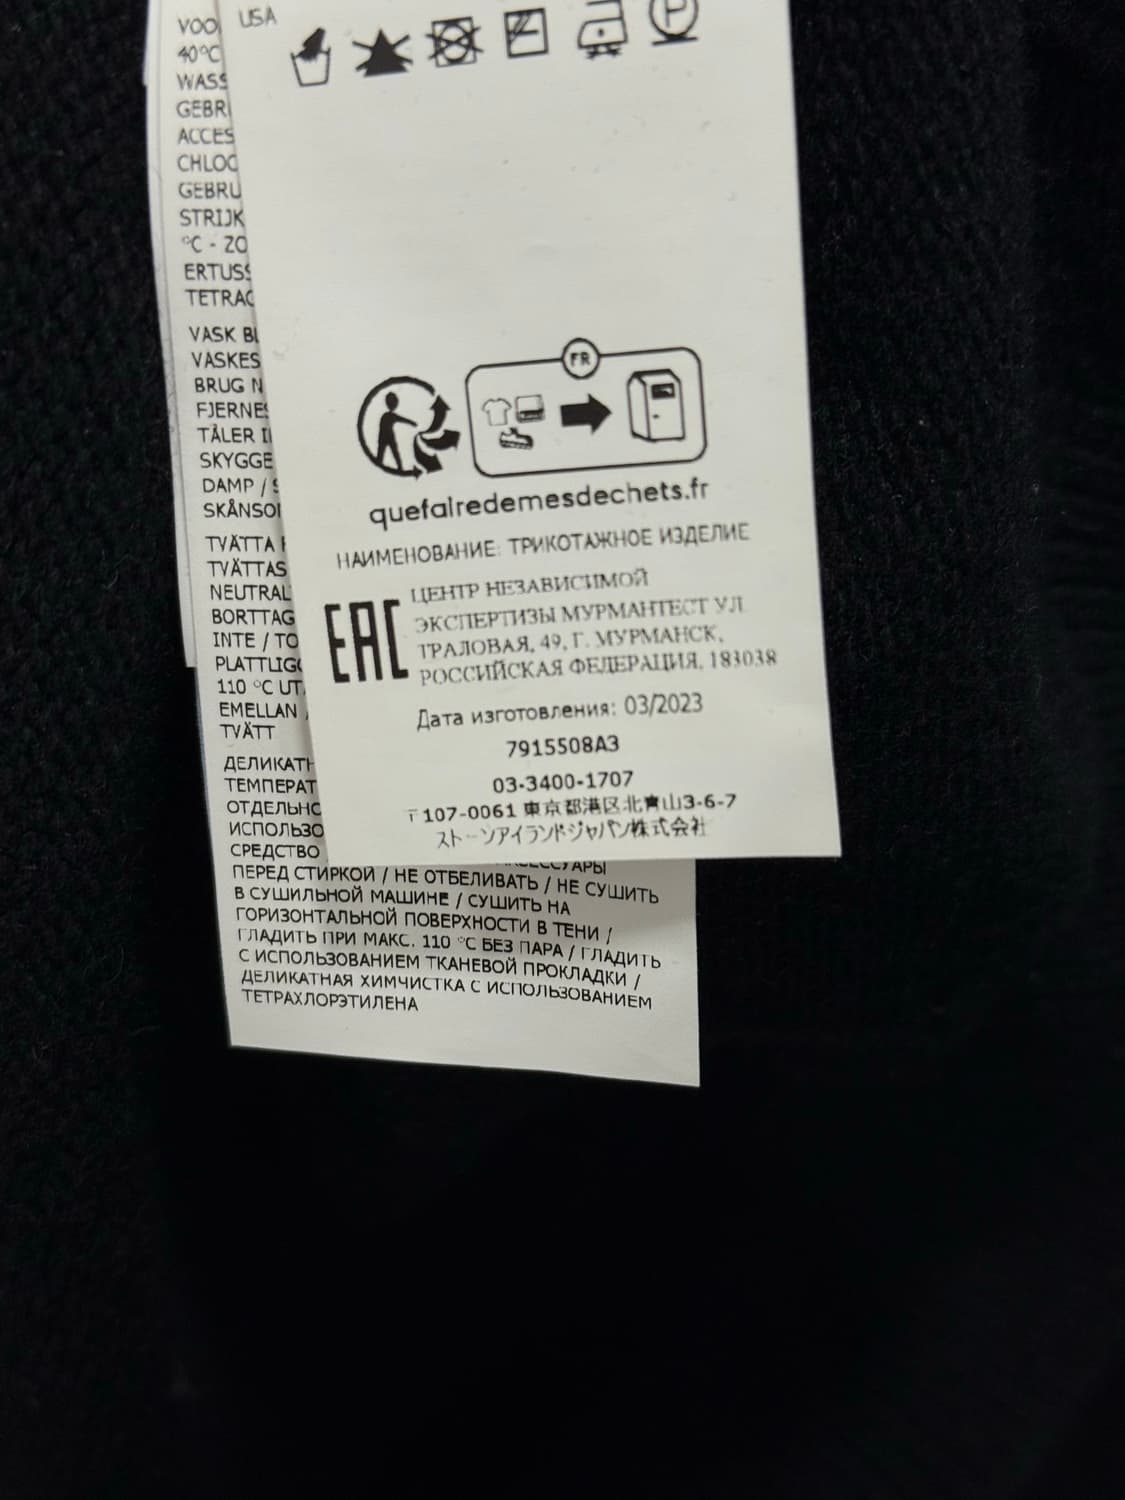 USA
VOO
40°C
WASS
GEBR
ACCES
CHLOO
GEBRU
STRIJK
°C - ZO
ERTUSS
TETRAC
VASK BL
VASKES
BRUG N
FJERNES
TÅLER I
SKYGGE
DAMP / S
SKÅNSO
TVÄTTA
TVÄTTAS
NEUTRAL
BORTTAG
INTE / TO
PLATTLIGG
110 °C UT
EMELLAN /
TVÄTT
ДЕЛИКАТН
ТЕМПЕРАТ
ОТДЕЛЬНО
ИСПОЛЬЗО
СРЕДСТВО
P
FR
quefairedemesdechets.fr
НАИМЕНОВАНИЕ: ТРИКОТАЖНОЕ ИЗДЕЛИЕ
EAC
ЦЕНТР НЕЗАВИСИМОЙ
ЭКСПЕРТИЗЫ МУРМАНТЕСТ УЛ
ТРАЛОВАЯ, 49, Г. МУРМАНСК,
РОССИЙСКАЯ ФЕДЕРАЦИЯ, 183038
Дата изготовления: 03/2023
7915508A3
03-3400-1707
〒107-0061 東京都港区北青山3-6-7
ストーンアイランドジャパン株式会社
ПЕРЕД СТИРКОЙ / НЕ ОТБЕЛИВАТЬ / НЕ СУШИТЬ
В СУШИЛЬНОЙ МАШИНЕ / СУШИТЬ НА
ГОРИЗОНТАЛЬНОЙ ПОВЕРХНОСТИ В ТЕНИ /
ГЛАДИТЬ ПРИ МАКС. 110 °C БЕЗ ПАРА / ГЛАДИТЬ
С ИСПОЛЬЗОВАНИЕМ ТКАНЕВОЙ ПРОКЛАДКИ /
ДЕЛИКАТНАЯ ХИМЧИСТКА С ИСПОЛЬЗОВАНИЕМ
ТЕТРАХЛОРЭТИЛЕНА